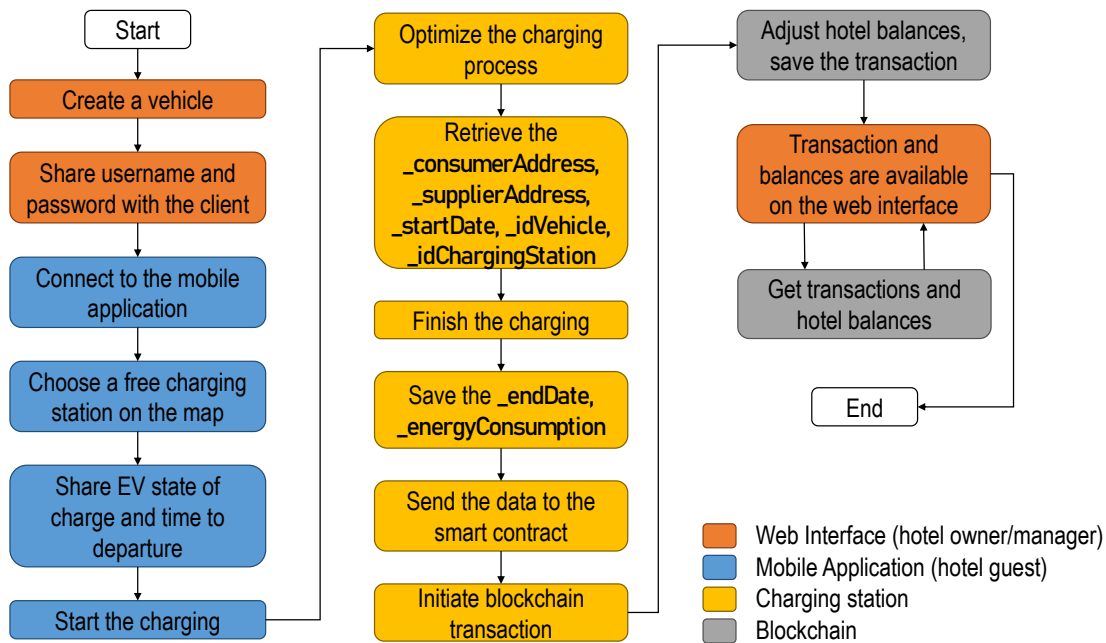 Start
Create a vehicle
Share username and
password with the client
Connect to the mobile
application
Choose a free charging
station on the map
Share EV state of
charge and time to
departure
Start the charging
Optimize the charging
process
Retrieve the
_consumerAddress,
_supplierAddress,
_startDate, _idVehicle,
_idChargingStation
Finish the charging
Save the _endDate,
_energyConsumption
Send the data to the
smart contract
Initiate blockchain
transaction
Adjust hotel balances,
save the transaction
Transaction and
balances are available
on the web interface
Get transactions and
hotel balances
End
Web Interface (hotel owner/manager)
Mobile Application (hotel guest)
Charging station
Blockchain